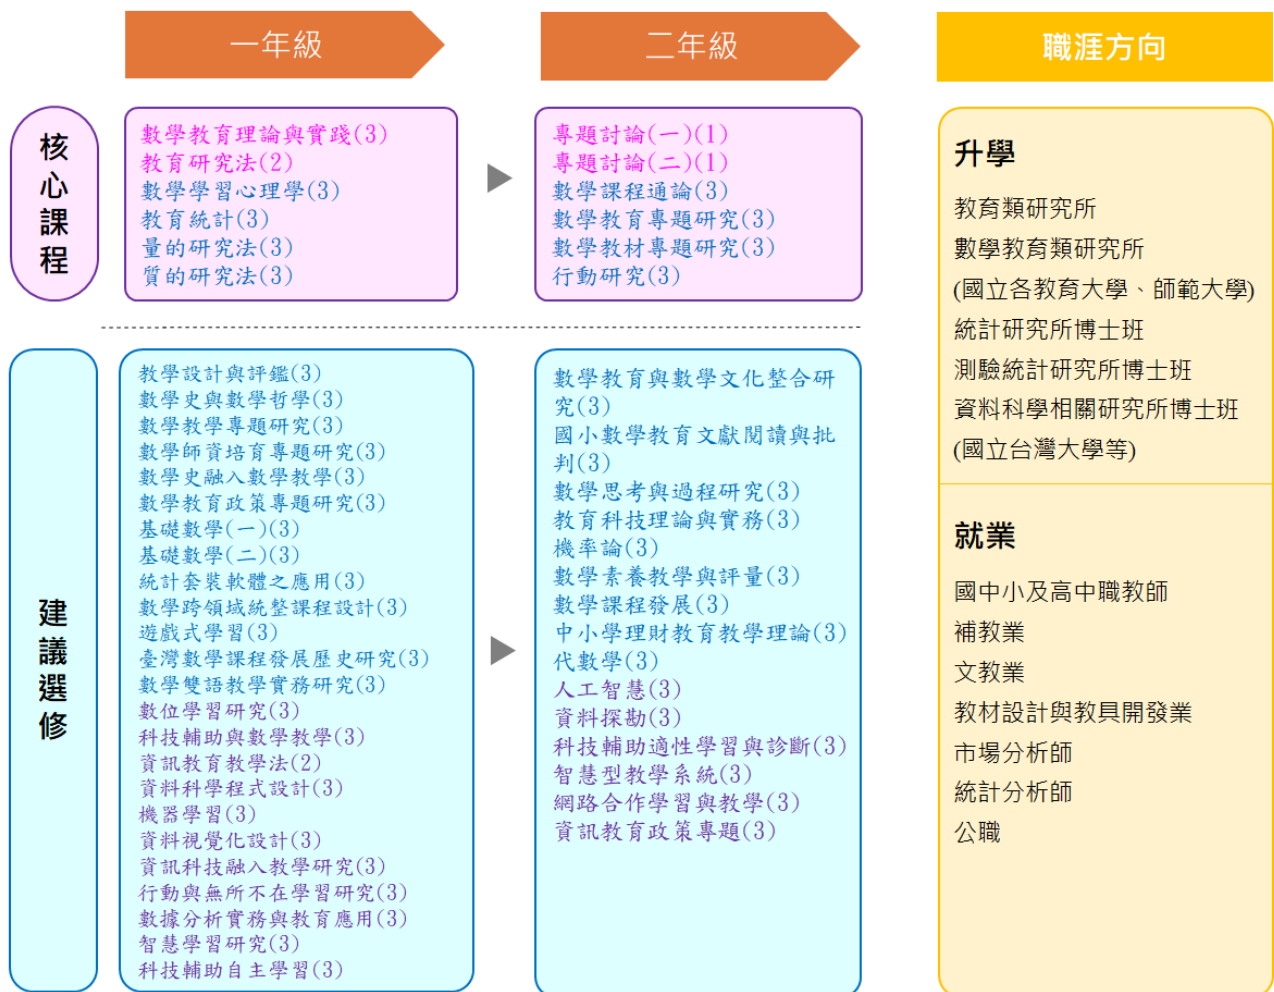 一年級
二年級
職涯方向
核心課程
數學教育理論與實踐(3)
教育研究法(2)
數學學習心理學(3)
教育統計(3)
量的研究法(3)
質的研究法(3)
專題討論(一)(1)
專題討論(二)(1)
數學課程通論(3)
數學教育專題研究(3)
數學教材專題研究(3)
行動研究(3)
建議選修
教學設計與評鑑(3)
數學史與數學哲學(3)
數學教學專題研究(3)
數學師資培育專題研究(3)
數學史融入數學教學(3)
數學教育政策專題研究(3)
基礎數學(一)(3)
基礎數學(二)(3)
統計套裝軟體之應用(3)
數學跨領域統整課程設計(3)
遊戲式學習(3)
臺灣數學課程發展歷史研究(3)
數學雙語教學實務研究(3)
數位學習研究(3)
科技輔助與數學教學(3)
資訊教育教學法(2)
資料科學程式設計(3)
機器學習(3)
資料視覺化設計(3)
資訊科技融入教學研究(3)
行動與無所不在學習研究(3)
數據分析實務與教育應用(3)
智慧學習研究(3)
科技輔助自主學習(3)
數學教育與數學文化整合研
究(3)
國小數學教育文獻閱讀與批
判(3)
數學思考與過程研究(3)
教育科技理論與實務(3)
機率論(3)
數學素養教學與評量(3)
數學課程發展(3)
中小學理財教育教學理論(3)
代數學(3)
人工智慧(3)
資料探勘(3)
科技輔助適性學習與診斷(3)
智慧型教學系統(3)
網路合作學習與教學(3)
資訊教育政策專題(3)
升學
教育類研究所
數學教育類研究所
(國立各教育大學、師範大學)
統計研究所博士班
測驗統計研究所博士班
資料科學相關研究所博士班
(國立台灣大學等)
就業
國中小及高中職教師
補教業
文教業
教材設計與教具開發業
市場分析師
統計分析師
公職